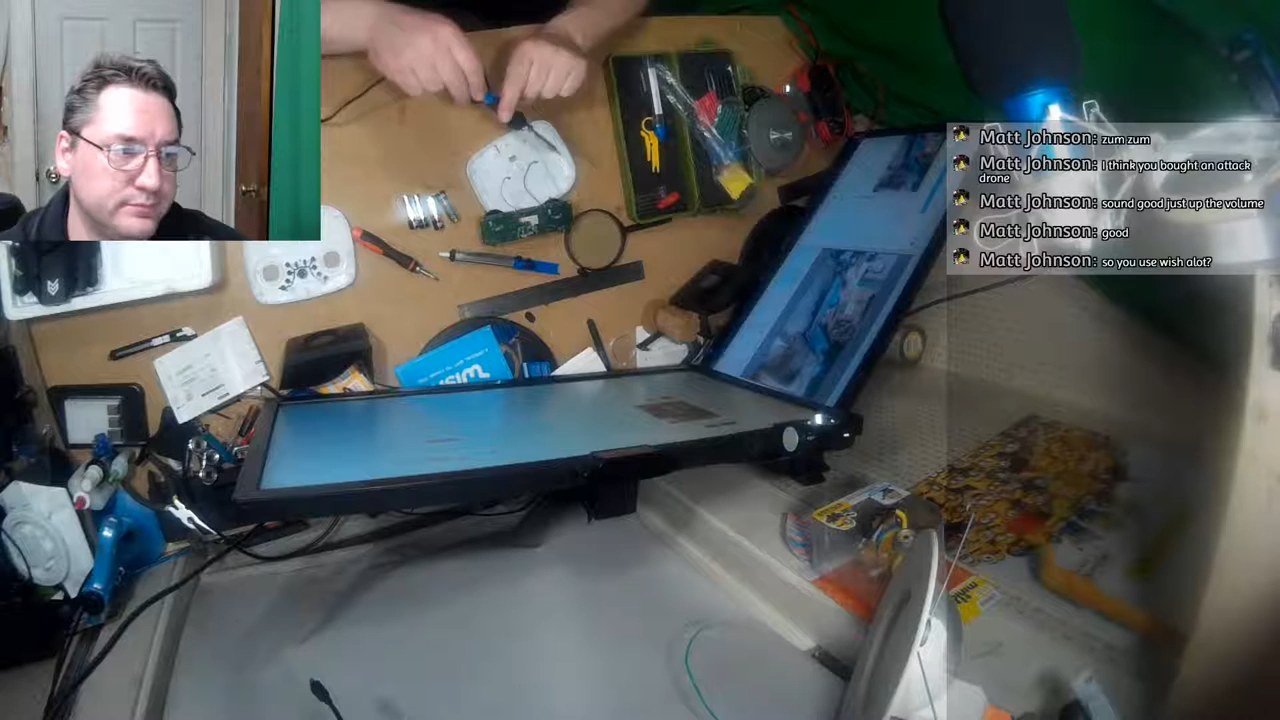 Matt Johnson: zum zum
Matt Johnson: I think you bought an attack
drone
Matt Johnson: sound good just up the volume
Matt Johnson: good
Matt Johnson: so you use wish alot?
wish